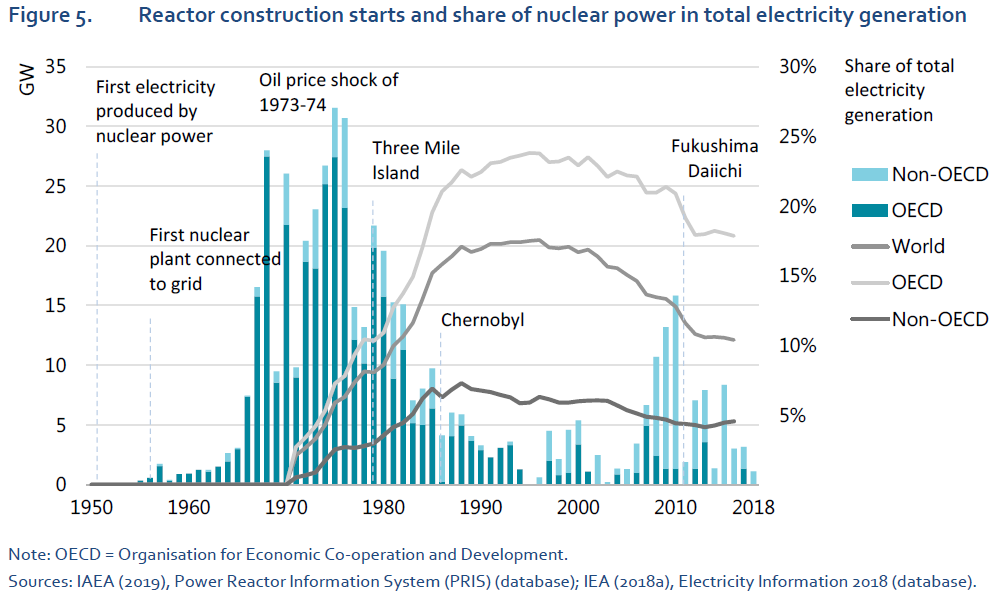 Figure 5. Reactor construction starts and share of nuclear power in total electricity generation
GW
35
30
25
20
15
10
5
0
First electricity
produced by
nuclear power
First nuclear
plant connected
to grid
Oil price shock of
1973-74
Three Mile
Island
Chernobyl
Fukushima
Daiichi
30%
25%
20%
15%
10%
5%
Share of total
electricity
generation
Non-OECD
OECD
World
OECD
Non-OECD
1950 1960 1970 1980 1990 2000 2010 2018
Note: OECD = Organisation for Economic Co-operation and Development.
Sources: IAEA (2019), Power Reactor Information System (PRIS) (database); IEA (2018a), Electricity Information 2018 (database).